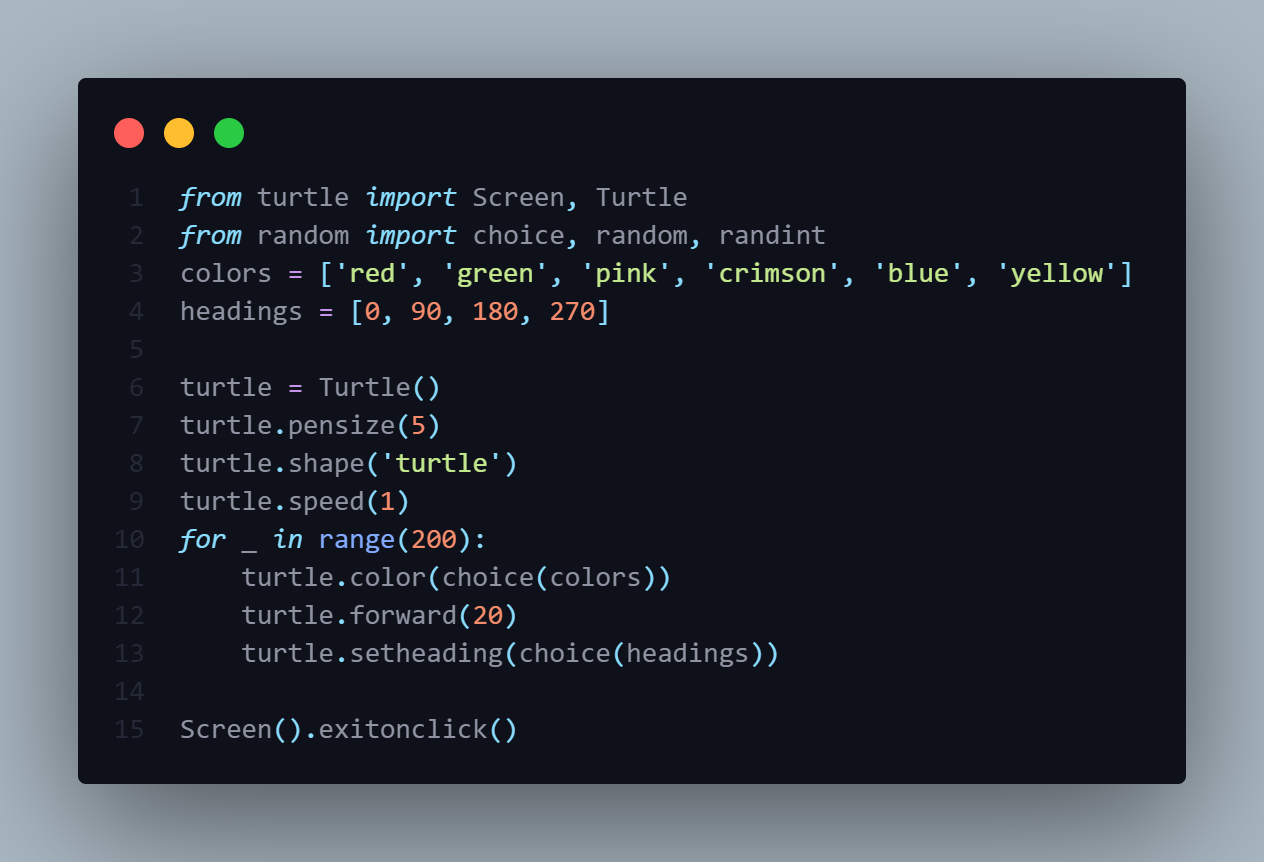 1 from turtle import Screen, Turtle
2 from random import choice, random, randint
3 colors = ['red', 'green', 'pink', 'crimson', 'blue', 'yellow']
4 headings = [0, 90, 180, 270]
5
6 turtle = Turtle()
7 turtle.pensize(5)
8 turtle.shape('turtle')
9 turtle.speed(1)
10 for _ in range(200):
11     turtle.color(choice(colors))
12     turtle.forward(20)
13     turtle.setheading(choice(headings))
14
15 Screen().exitonclick()